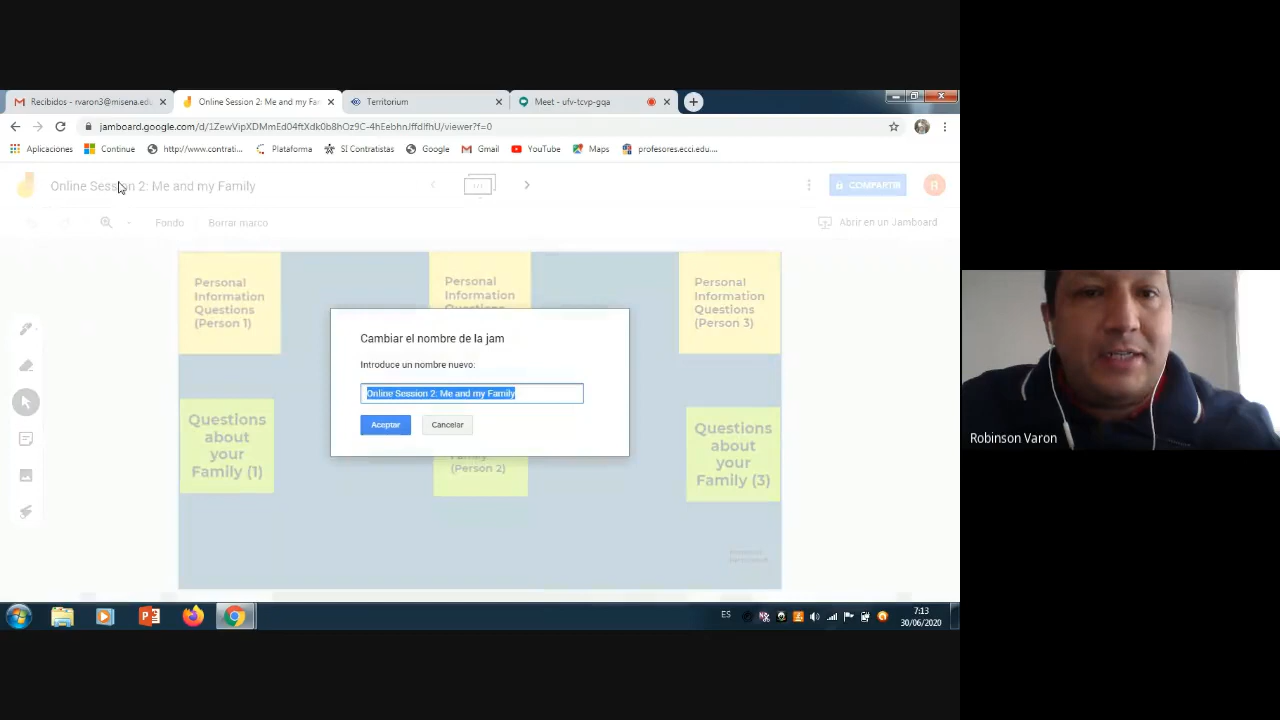 Recibidos - rvaron3@misena.edu
Online Session 2: Me and my Fa
Territorium
Meet - ufv-tcvp-gqa
jamboard.google.com/d/1ZewVipXDMmEd04ftXdk0b8hOz9C-4hEebhnJffdlfhU/viewer?f=0
Aplicaciones
Continue
http://www.contrati...
Plataforma
SI Contratistas
Google
Gmail
YouTube
Maps
profesores.ecci.edu....
Online Session 2: Me and my Family
COMPARTIR
R
Fondo
Borrar marco
Abrir en un Jamboard
Personal
Information
Questions
(Person 1)
Personal
Information
Questions
Personal
Information
Questions
(Person 3)
Cambiar el nombre de la jam
Introduce un nombre nuevo:
Online Session 2: Me and my Family
Aceptar
Cancelar
Questions
about
your
Family (1)
Family
(Person 2)
Questions
about
your
Family (3)
Robinson Varon
ES
7:13
30/06/2020